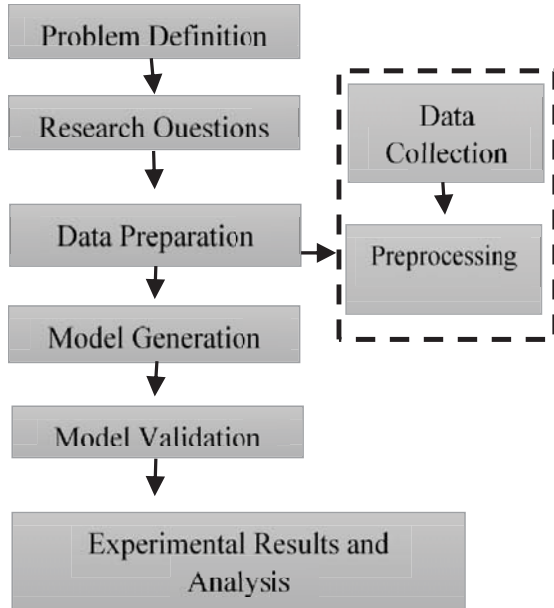 Problem Definition
Research Ouestions
Data Preparation
Model Generation
Model Validation
Experimental Results and
Analysis
Data
Collection
Preprocessing